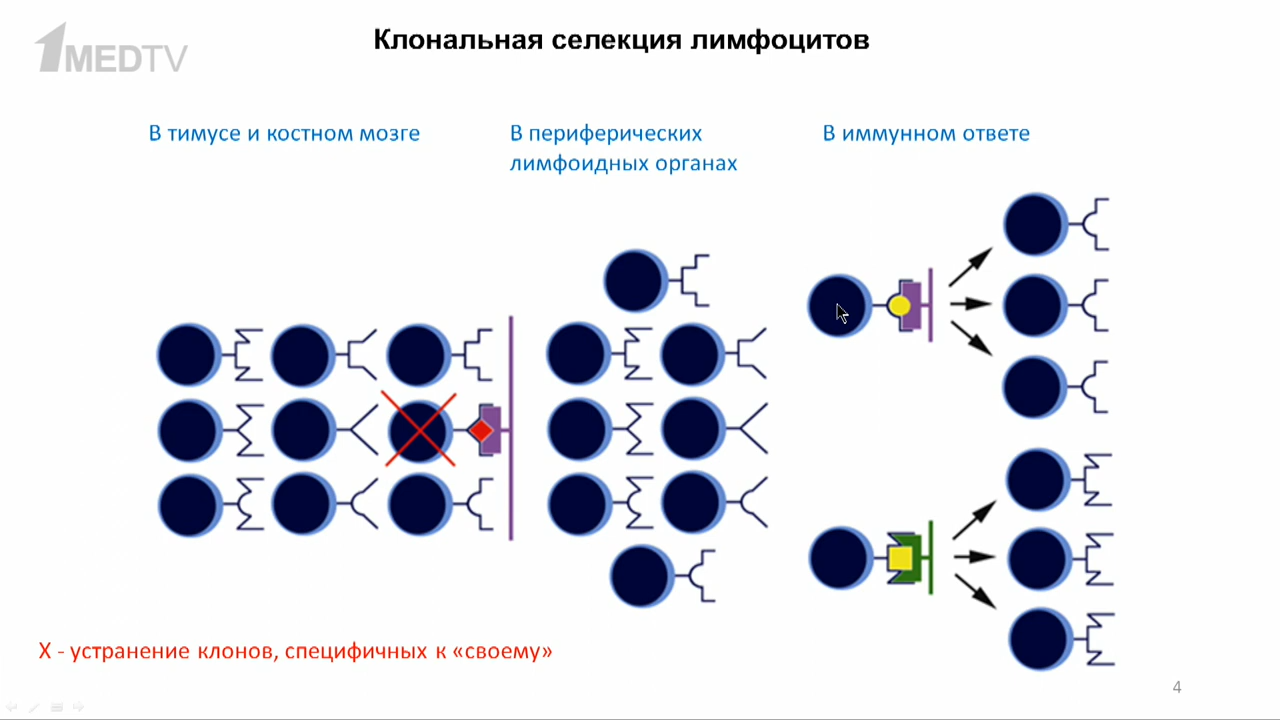 1MEDTV
Клональная селекция лимфоцитов
В тимусе и костном мозге
В периферических
лимфоидных органах
В иммунном ответе
Х - устранение клонов, специфичных к «своему»
4